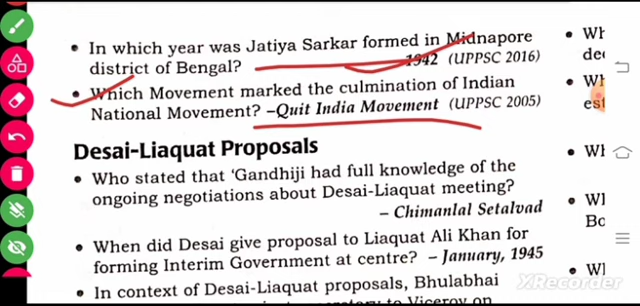 • In which year was Jatiya Sarkar formed in Midnapore
district of Bengal? 1942 (UPPSC 2016)
• Which Movement marked the culmination of Indian
National Movement? –Quit India Movement (UPPSC 2005)
Desai-Liaquat Proposals
• Who stated that ‘Gandhiji had full knowledge of the
ongoing negotiations about Desai-Liaquat meeting?
– Chimanlal Setalvad
• When did Desai give proposal to Liaquat Ali Khan for
forming Interim Government at centre? – January, 1945
• In context of Desai-Liaquat proposals, Bhulabhai
to Viceroy on
XRecorder